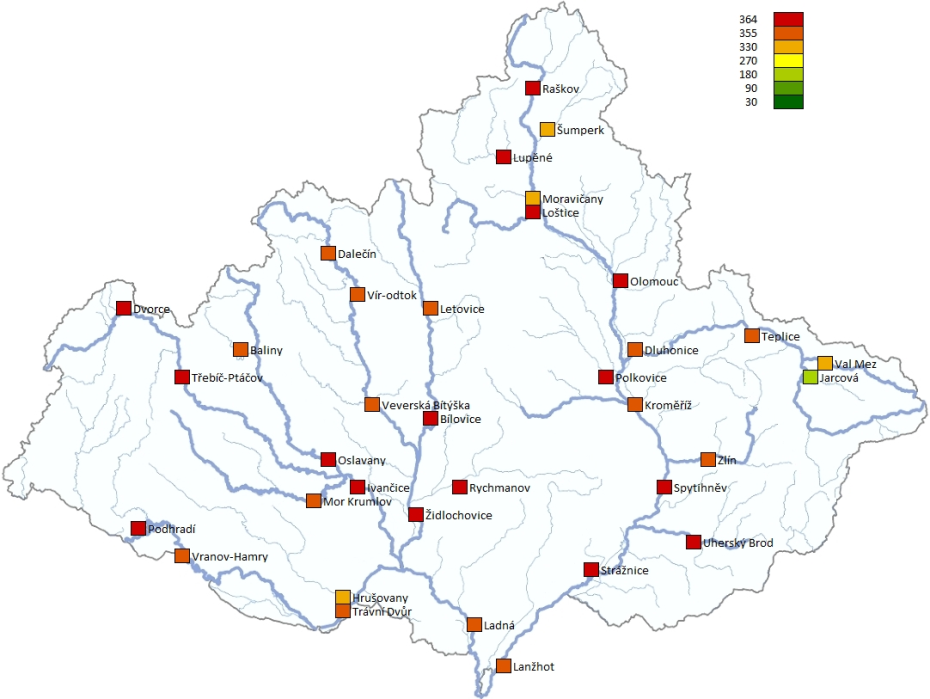 364
355
330
270
180
90
30
Raškov
Šumperk
Lupěné
Moravičany
Loštice
Dalečín
Olomouc
Vír-odtok
Dvorce
Letovice
Teplice
Baliny
Dluhonice
Val Mez
Třebíč-Ptáčov
Polkovice
Jarcová
Veverská Bítýška
Kroměříž
Bílovice
Oslavany
Zlín
Ivančice
Rychmanov
Spytihněv
Mor Krumlov
Židlochovice
Podhradí
Uherský Brod
Vranov-Hamry
Strážnice
Hrušovany
Trávní Dvůr
Ladná
Lanžhot